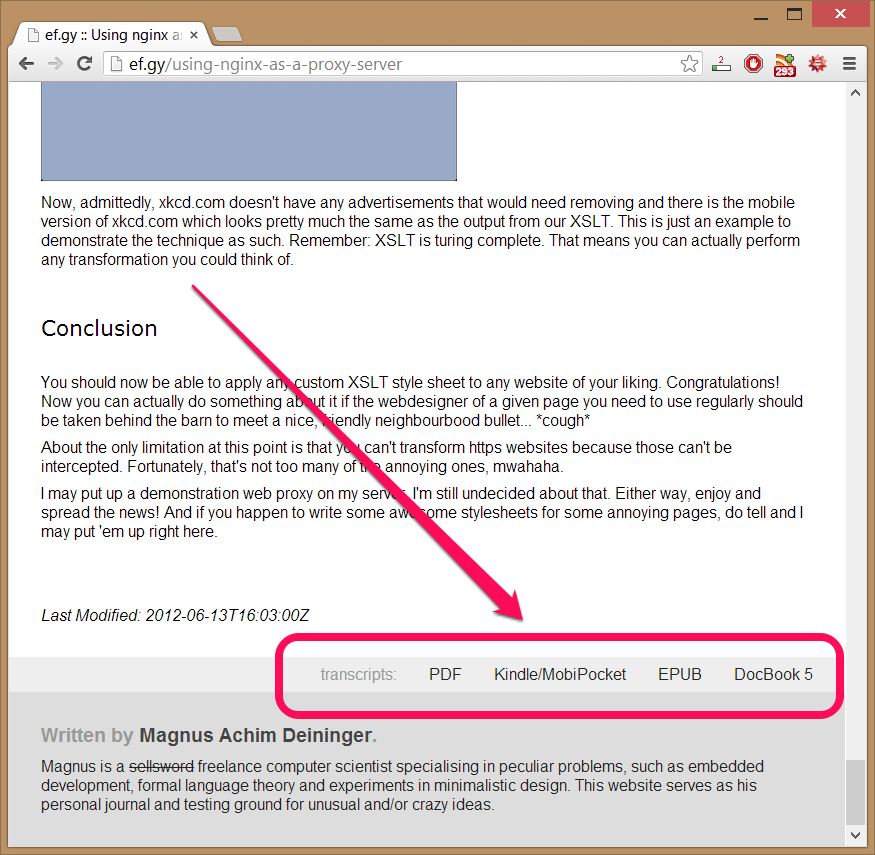 ef.gy :: Using nginx as
ef.gy/using-nginx-as-a-proxy-server
2
293
Now, admittedly, xkcd.com doesn't have any advertisements that would need removing and there is the mobile
version of xkcd.com which looks pretty much the same as the output from our XSLT. This is just an example to
demonstrate the technique as such. Remember: XSLT is turing complete. That means you can actually perform
any transformation you could think of.
Conclusion
You should now be able to apply any custom XSLT style sheet to any website of your liking. Congratulations!
Now you can actually do something about it if the webdesigner of a given page you need to use regularly should
be taken behind the barn to meet a nice, friendly neighbourbood bullet... *cough*
About the only limitation at this point is that you can't transform https websites because those can't be
intercepted. Fortunately, that's not too many of the annoying ones, mwahaha.
I may put up a demonstration web proxy on my server, I'm still undecided about that. Either way, enjoy and
spread the news! And if you happen to write some awesome stylesheets for some annoying pages, do tell and I
may put 'em up right here.
Last Modified: 2012-06-13T16:03:00Z
transcripts: PDF Kindle/MobiPocket EPUB DocBook 5
Written by Magnus Achim Deininger.
Magnus is a sellsword freelance computer scientist specialising in peculiar problems, such as embedded
development, formal language theory and experiments in minimalistic design. This website serves as his
personal journal and testing ground for unusual and/or crazy ideas.